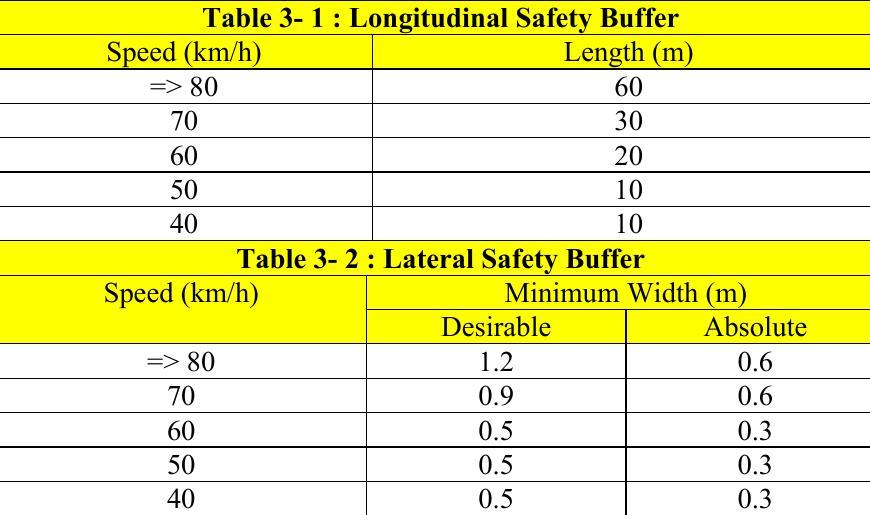 Table 3- 1 : Longitudinal Safety Buffer
Speed (km/h) Length (m)
=> 80 60
70 30
60 20
50 10
40 10
Table 3- 2 : Lateral Safety Buffer
Speed (km/h) Minimum Width (m)
Desirable Absolute
=> 80 1.2 0.6
70 0.9 0.6
60 0.5 0.3
50 0.5 0.3
40 0.5 0.3